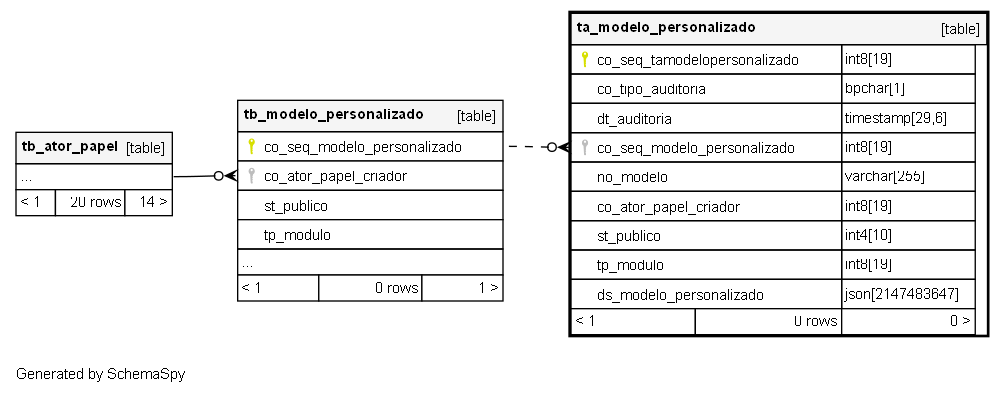 ta_modelo_personalizado [table]
co_seq_tamodelopersonalizado int8[19]
co_tipo_auditoria bpchar[1]
dt_auditoria timestamp[29,6]
co_seq_modelo_personalizado int8[19]
no_modelo varchar[255]
co_ator_papel_criador int8[19]
st_publico int4[10]
tp_modulo int8[19]
ds_modelo_personalizado json[2147483647]
< 1 0 rows 0 >
tb_modelo_personalizado [table]
co_seq_modelo_personalizado
co_ator_papel_criador
st_publico
tp_modulo
...
< 1 0 rows 1 >
tb_ator_papel [table]
...
< 1 20 rows 14 >
Generated by SchemaSpy